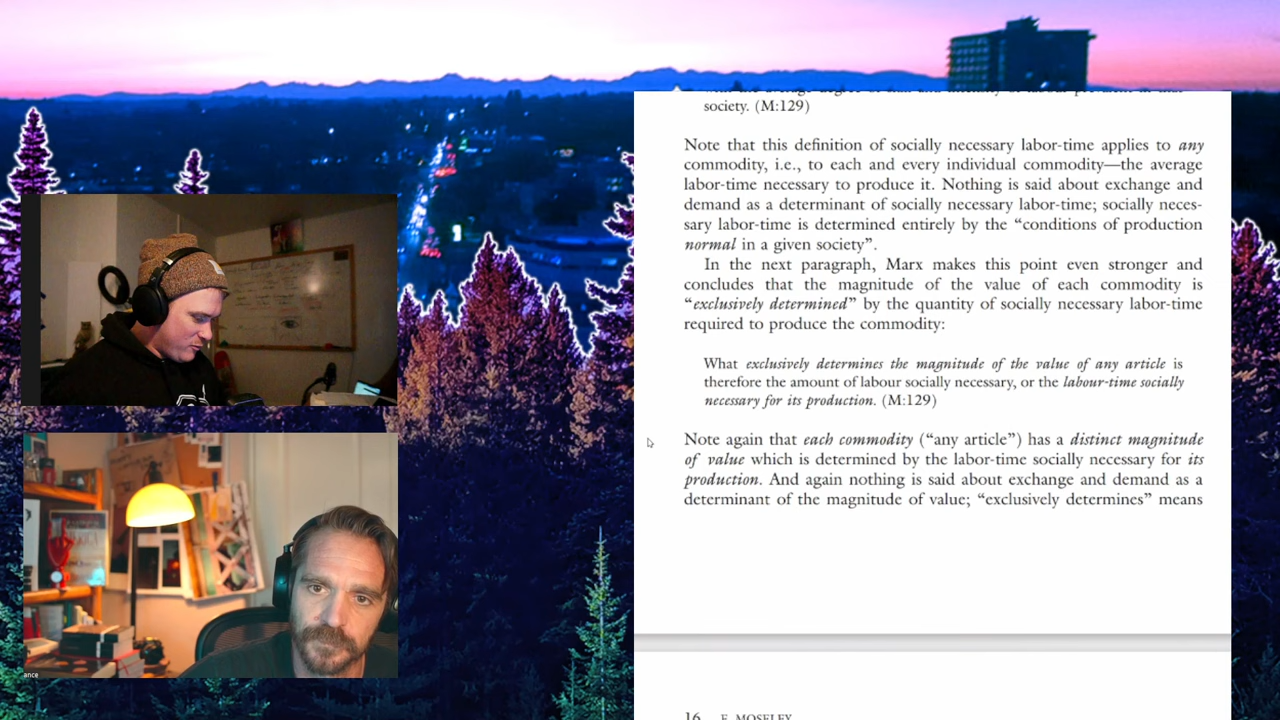 society. (M:129)
Note that this definition of socially necessary labor-time applies to any
commodity, i.e., to each and every individual commodity—the average
labor-time necessary to produce it. Nothing is said about exchange and
demand as a determinant of socially necessary labor-time; socially neces-
sary labor-time is determined entirely by the “conditions of production
normal in a given society”.
In the next paragraph, Marx makes this point even stronger and
concludes that the magnitude of the value of each commodity is
“exclusively determined” by the quantity of socially necessary labor-time
required to produce the commodity:
What exclusively determines the magnitude of the value of any article is
therefore the amount of labour socially necessary, or the labour-time socially
necessary for its production. (M:129)
Note again that each commodity (“any article”) has a distinct magnitude
of value which is determined by the labor-time socially necessary for its
production. And again nothing is said about exchange and demand as a
determinant of the magnitude of value; “exclusively determines” means
16 F. MOSELEY
ance